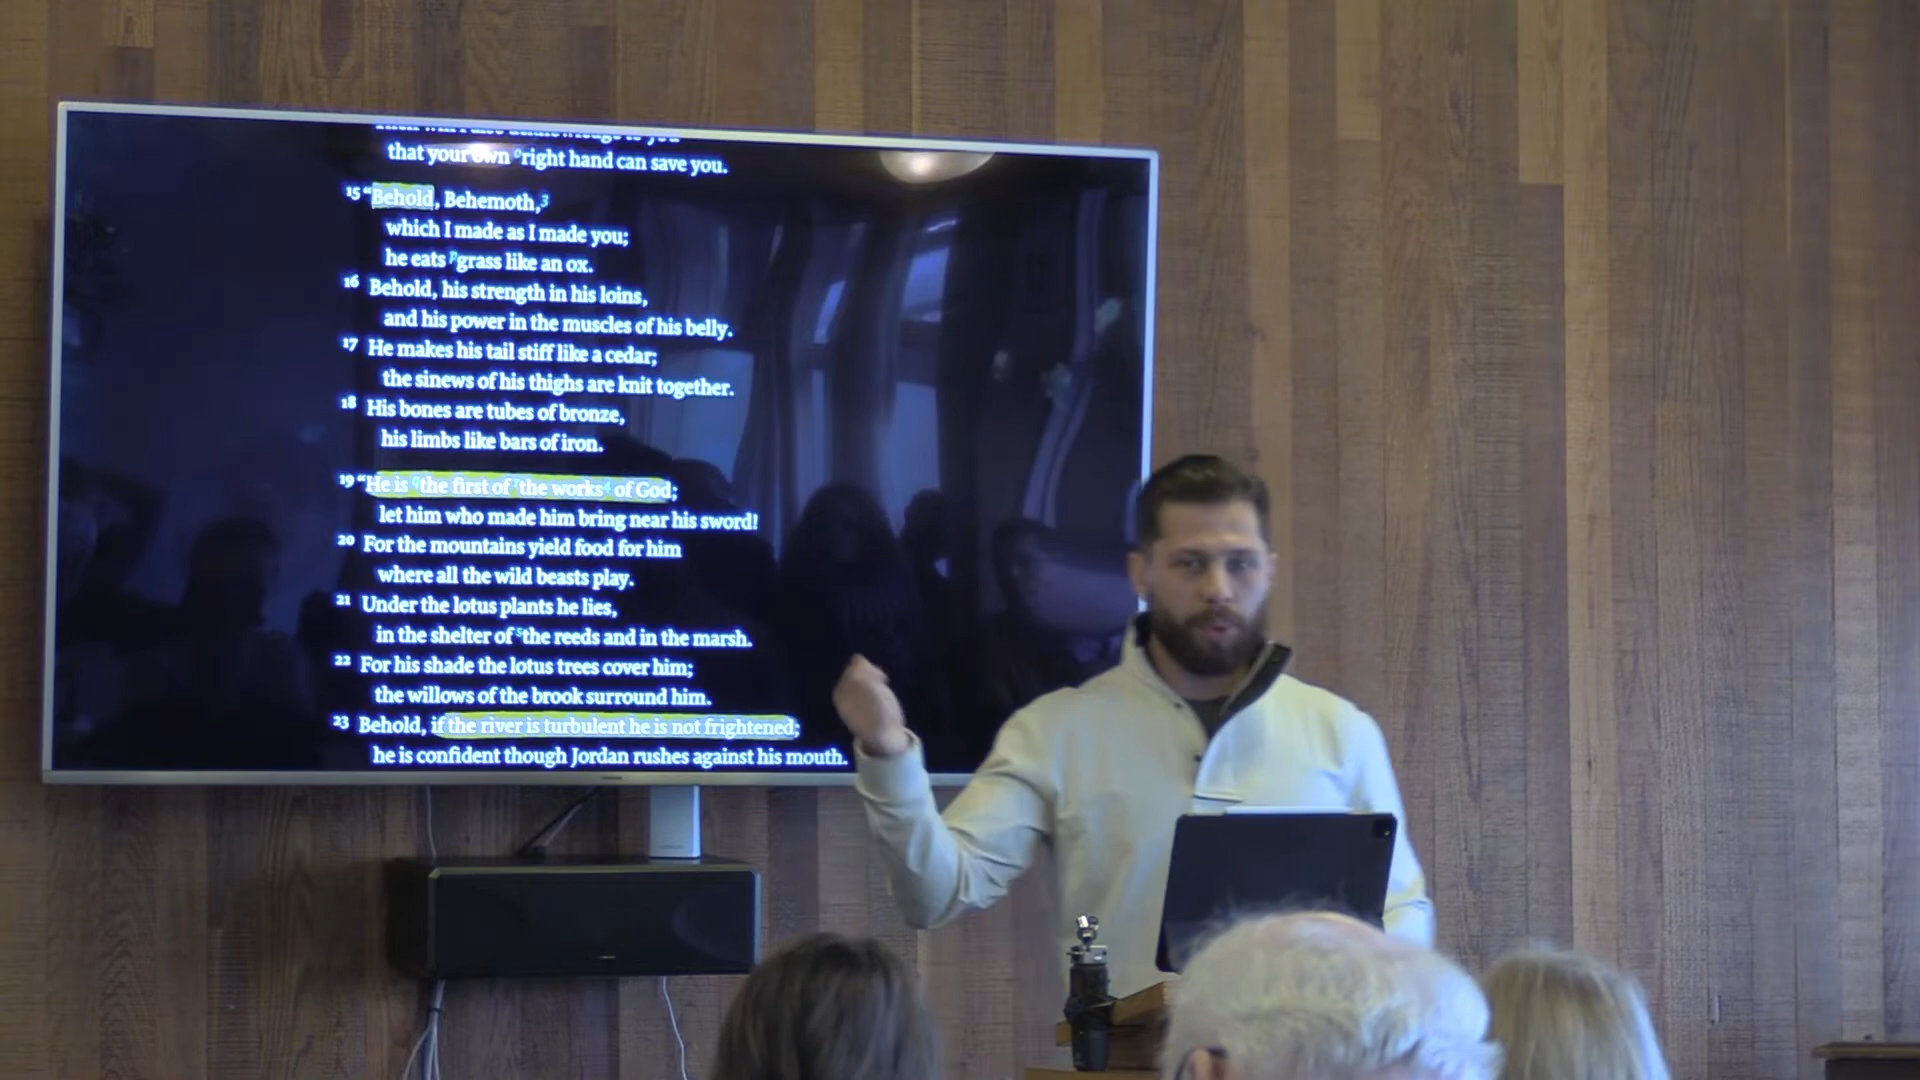 that your own ᵒright hand can save you.
15 “Behold, Behemoth,³
which I made as I made you;
he eats ᵖgrass like an ox.
16 Behold, his strength in his loins,
and his power in the muscles of his belly.
17 He makes his tail stiff like a cedar;
the sinews of his thighs are knit together.
18 His bones are tubes of bronze,
his limbs like bars of iron.
19 “He is the first of ʳthe works⁴ of God;
let him who made him bring near his sword!
20 For the mountains yield food for him
where all the wild beasts play.
21 Under the lotus plants he lies,
in the shelter of ˢthe reeds and in the marsh.
22 For his shade the lotus trees cover him;
the willows of the brook surround him.
23 Behold, if the river is turbulent he is not frightened;
he is confident though Jordan rushes against his mouth.